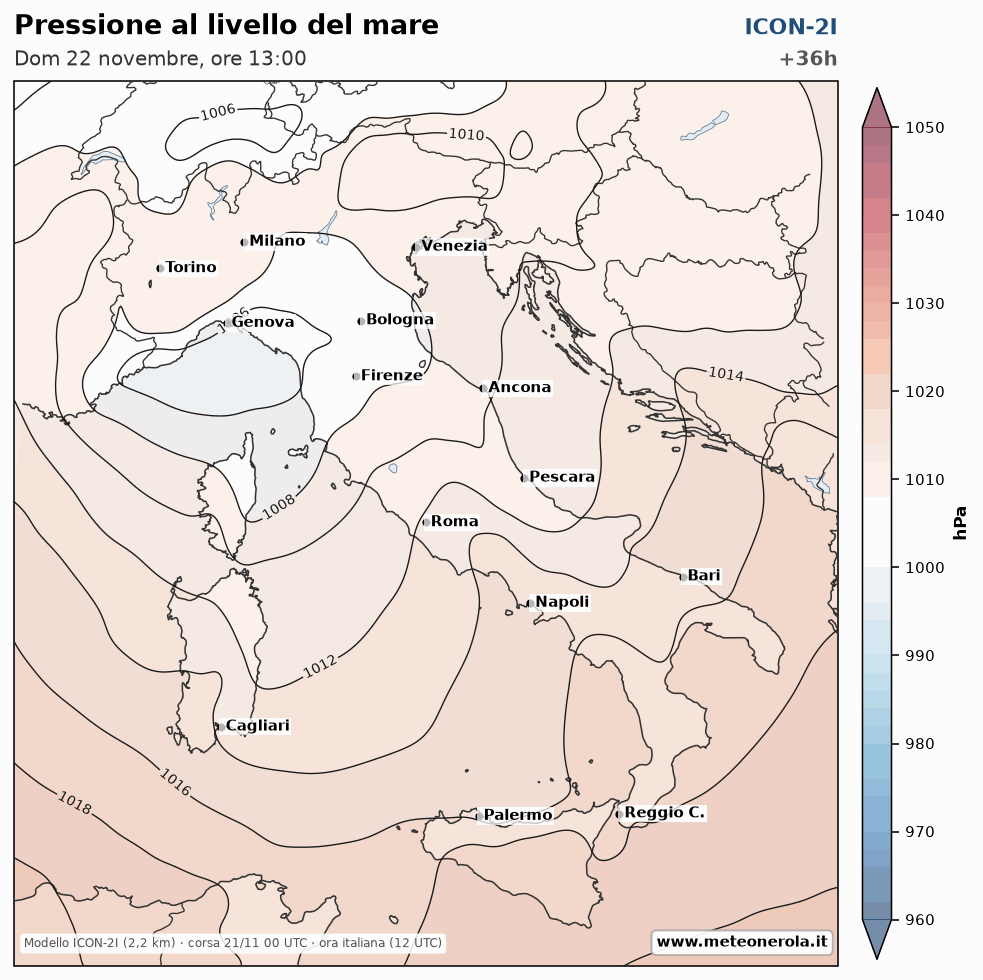 Pressione al livello del mare
ICON-2I
Dom 22 novembre, ore 13:00
+36h
1006
1010
Milano
Venezia
Torino
Genova
Bologna
Firenze
Ancona
1014
Pescara
1008
Roma
Bari
Napoli
1012
Cagliari
1016
1018
Palermo
Reggio C.
Modello ICON-2I (2,2 km) · corsa 21/11 00 UTC · ora italiana (12 UTC)
www.meteonerola.it
1050
1040
1030
1020
1010
1000
990
980
970
960
hPa